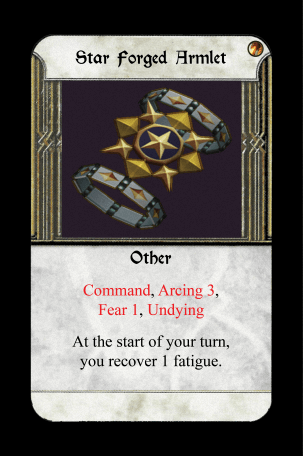 Star Forged Armlet
Other
Command, Arcing 3,
Fear 1, Undying
At the start of your turn,
you recover 1 fatigue.